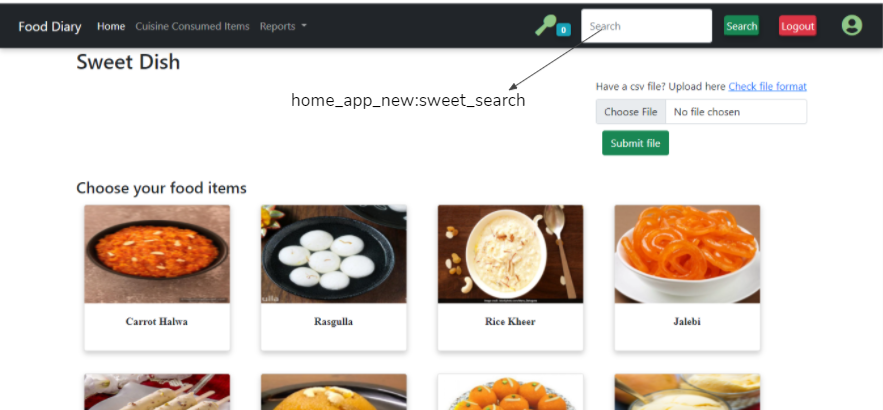 Food Diary Home Cuisine Consumed Items Reports 0 Search Search Logout
Sweet Dish
Have a csv file? Upload here Check file format
home_app_new:sweet_search
Choose File No file chosen
Submit file
Choose your food items
Carrot Halwa Rasgulla Rice Kheer Jalebi